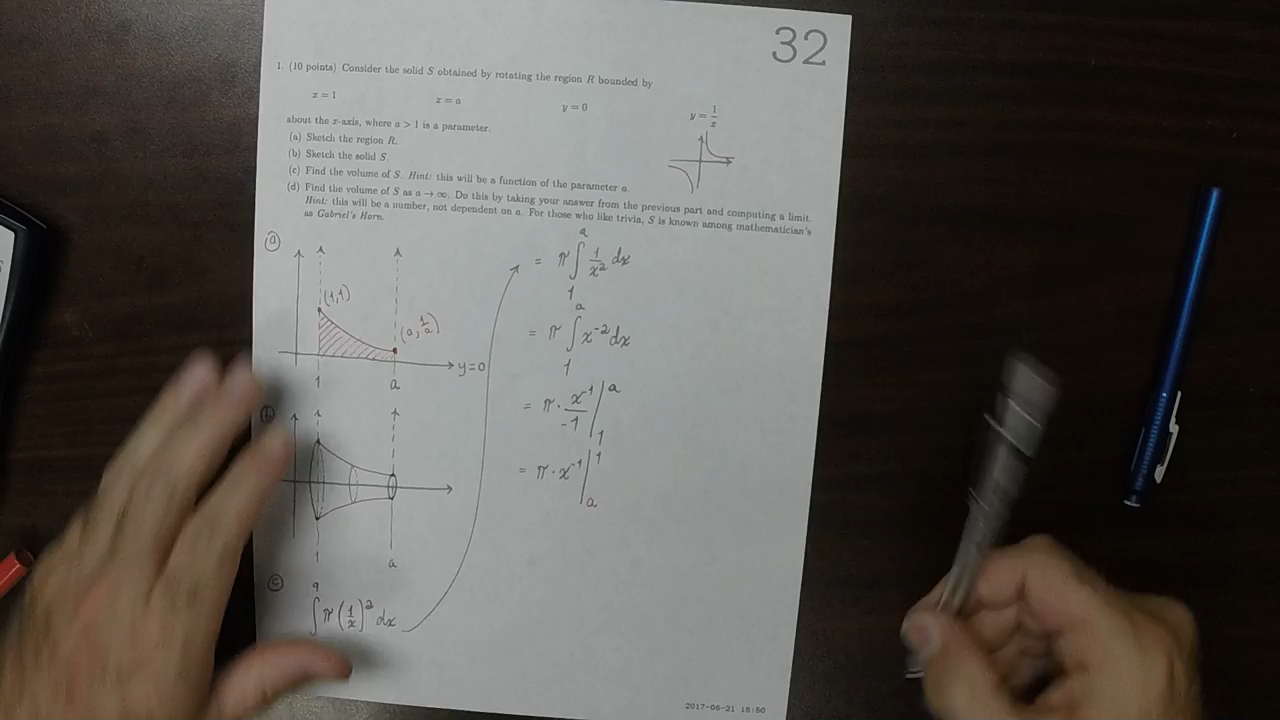 32
1. (10 points) Consider the solid S obtained by rotating the region R bounded by
x = 1 x = a y = 0 y = 1/x
about the x-axis, where a > 1 is a parameter.
(a) Sketch the region R.
(b) Sketch the solid S.
(c) Find the volume of S. Hint: this will be a function of the parameter a.
(d) Find the volume of S as a → ∞. Do this by taking your answer from the previous part and computing a limit.
Hint: this will be a number, not dependent on a. For those who like trivia, S is known among mathematician's
as Gabriel's Horn.
(a)
(1,1)
(a, 1/a)
y=0
1 a
(b)
1 a
(c)
∫₁ᵃ π (1/x)² dx
= π ∫₁ᵃ 1/x² dx
= π ∫₁ᵃ x⁻² dx
= π · x⁻¹/-1 |₁ᵃ
= π · x⁻¹ |ₐ¹
2017-06-21 15:50